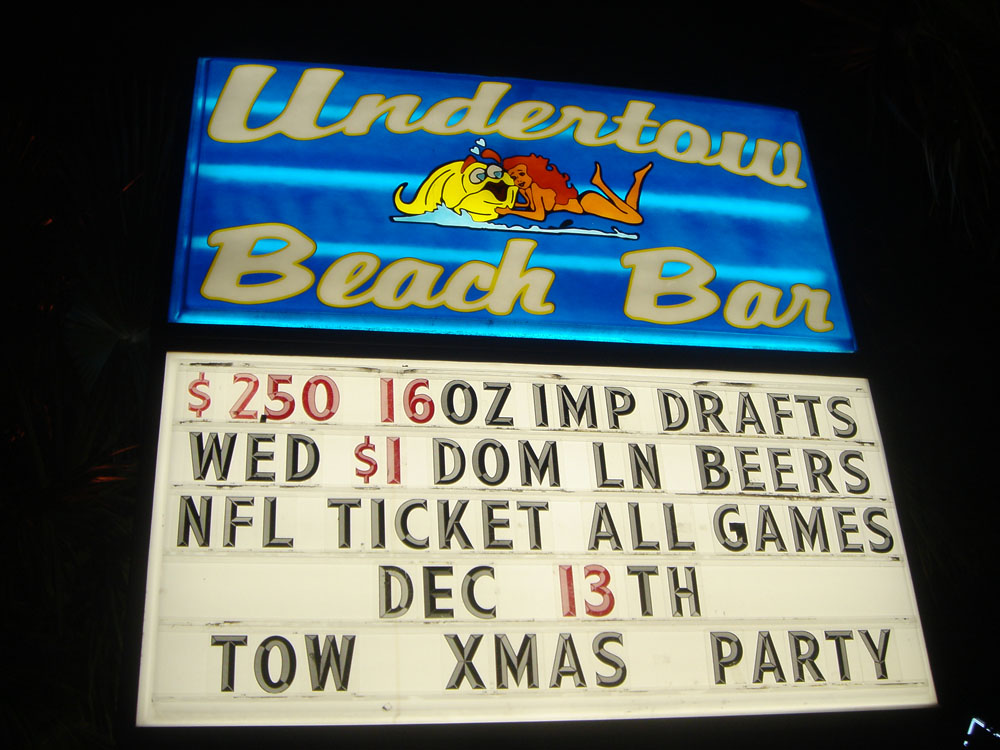 Undertow
Beach Bar
$ 250 16OZ IMP DRAFTS
WED $1 DOM LN BEERS
NFL TICKET ALL GAMES
DEC 13TH
TOW XMAS PARTY